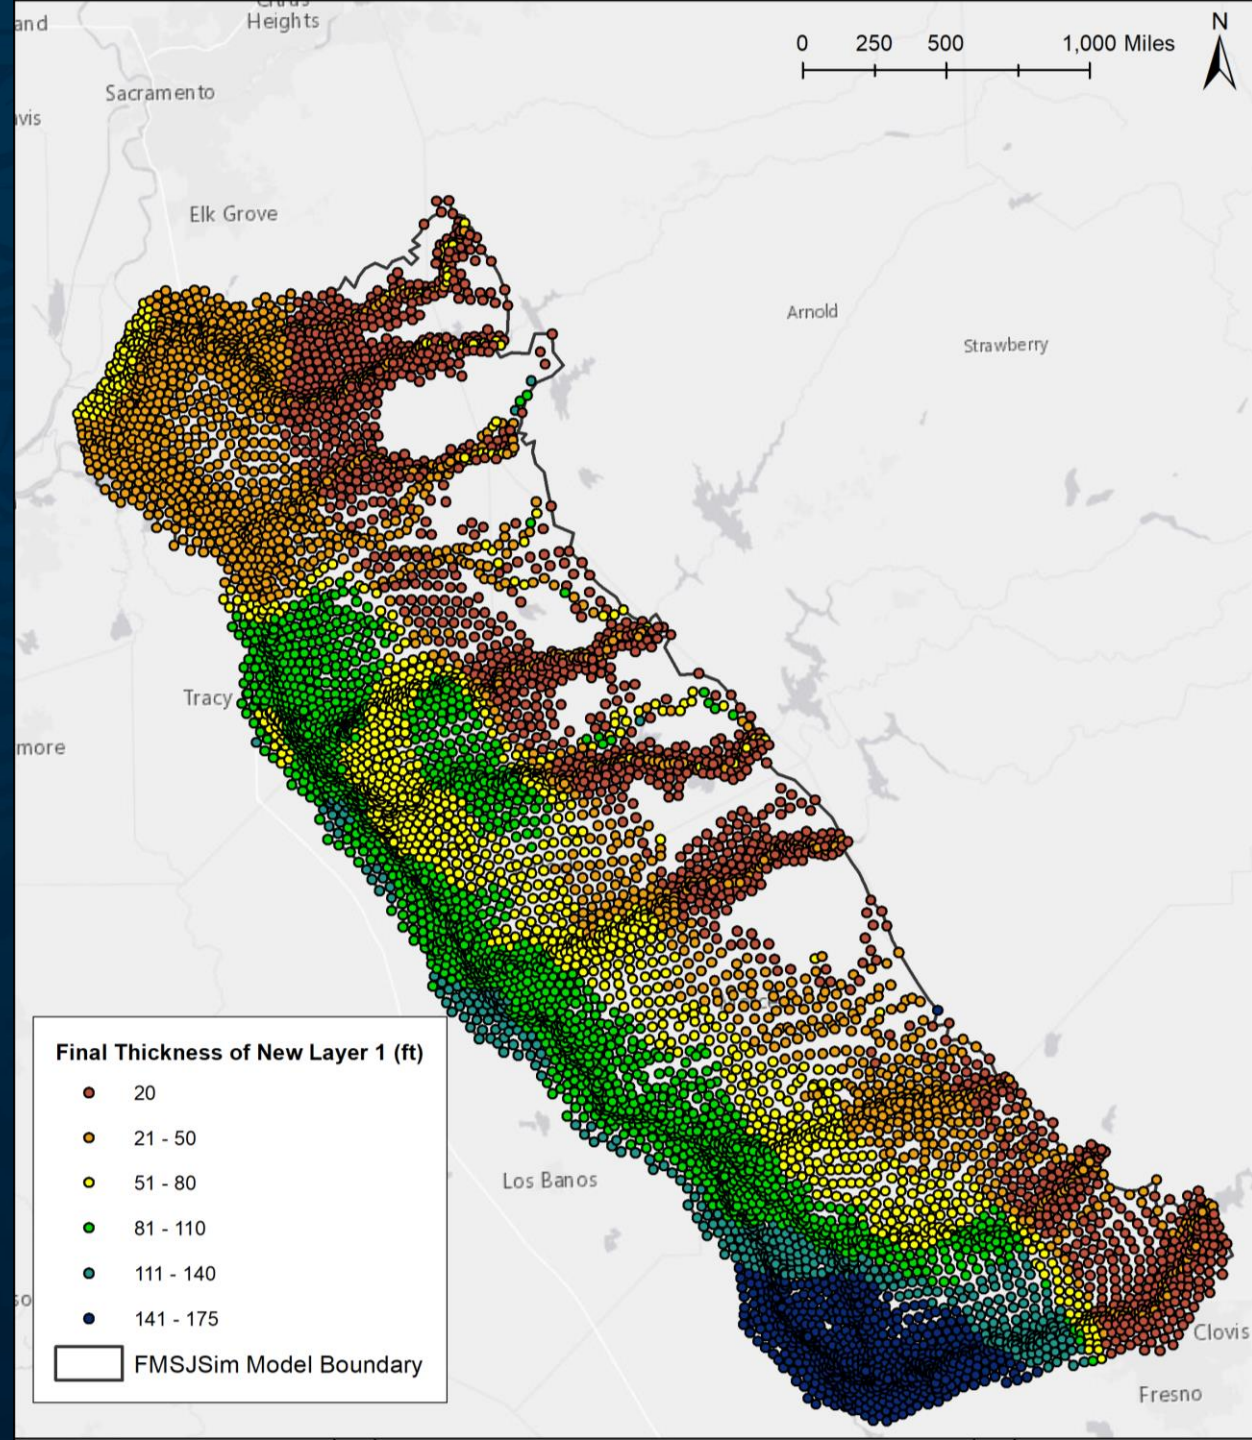 Heights
Sacramento
Elk Grove
0 250 500 1,000 Miles
N
Arnold
Strawberry
Tracy
more
Final Thickness of New Layer 1 (ft)
20
21 - 50
51 - 80
81 - 110
111 - 140
141 - 175
FMSJSim Model Boundary
Los Banos
Clovis
Fresno